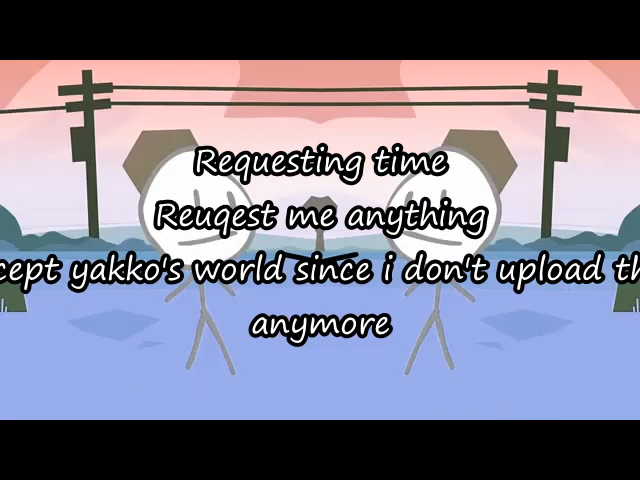 Requesting time
Reuqest me anything
cept yakko's world since i don't upload th
anymore